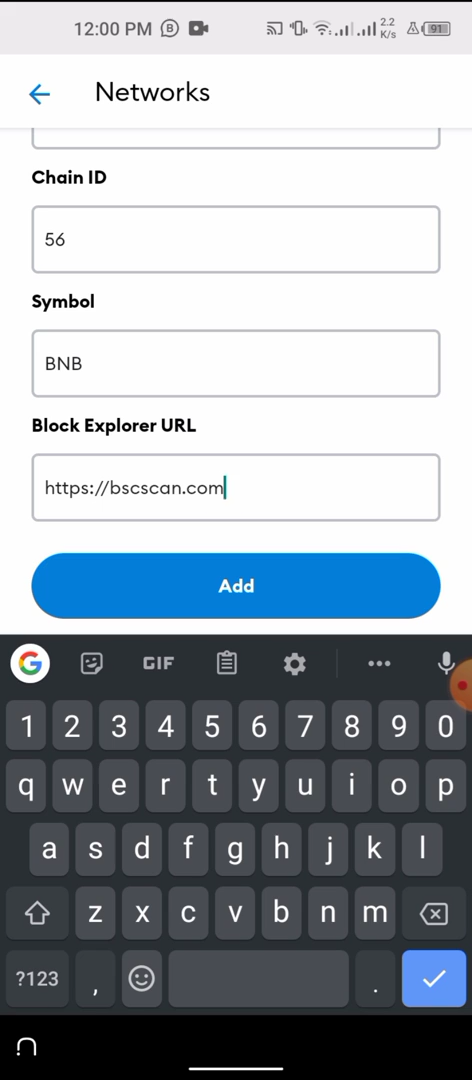 12:00 PM B 2.2 K/s 91
Networks
Chain ID
56
Symbol
BNB
Block Explorer URL
https://bscscan.com
Add
G GIF
1 2 3 4 5 6 7 8 9 0
q w e r t y u i o p
a s d f g h j k l
z x c v b n m
?123 , .